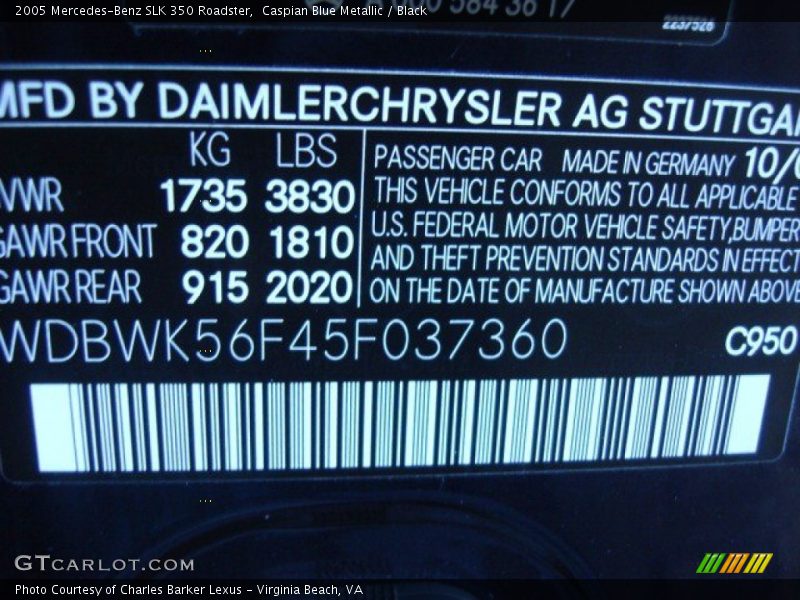 2005 Mercedes-Benz SLK 350 Roadster,  Caspian Blue Metallic / Black
2237528
MFD BY DAIMLERCHRYSLER AG STUTTGA
KG LBS
VWR 1735 3830
GAWR FRONT 820 1810
GAWR REAR 915 2020
PASSENGER CAR MADE IN GERMANY 10/0
THIS VEHICLE CONFORMS TO ALL APPLICABLE
U.S. FEDERAL MOTOR VEHICLE SAFETY,BUMPER
AND THEFT PREVENTION STANDARDS IN EFFECT
ON THE DATE OF MANUFACTURE SHOWN ABOVE
WDBWK56F45F037360 C950
GTCARLOT.COM
Photo Courtesy of Charles Barker Lexus - Virginia Beach, VA